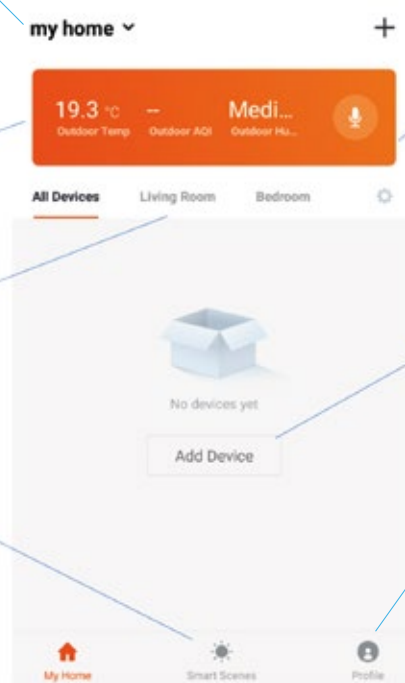 my home
19.3 °C -- Medi...
Outdoor Temp Outdoor AQI Outdoor Hu...
All Devices Living Room Bedroom
No devices yet
Add Device
My Home Smart Scenes Profile